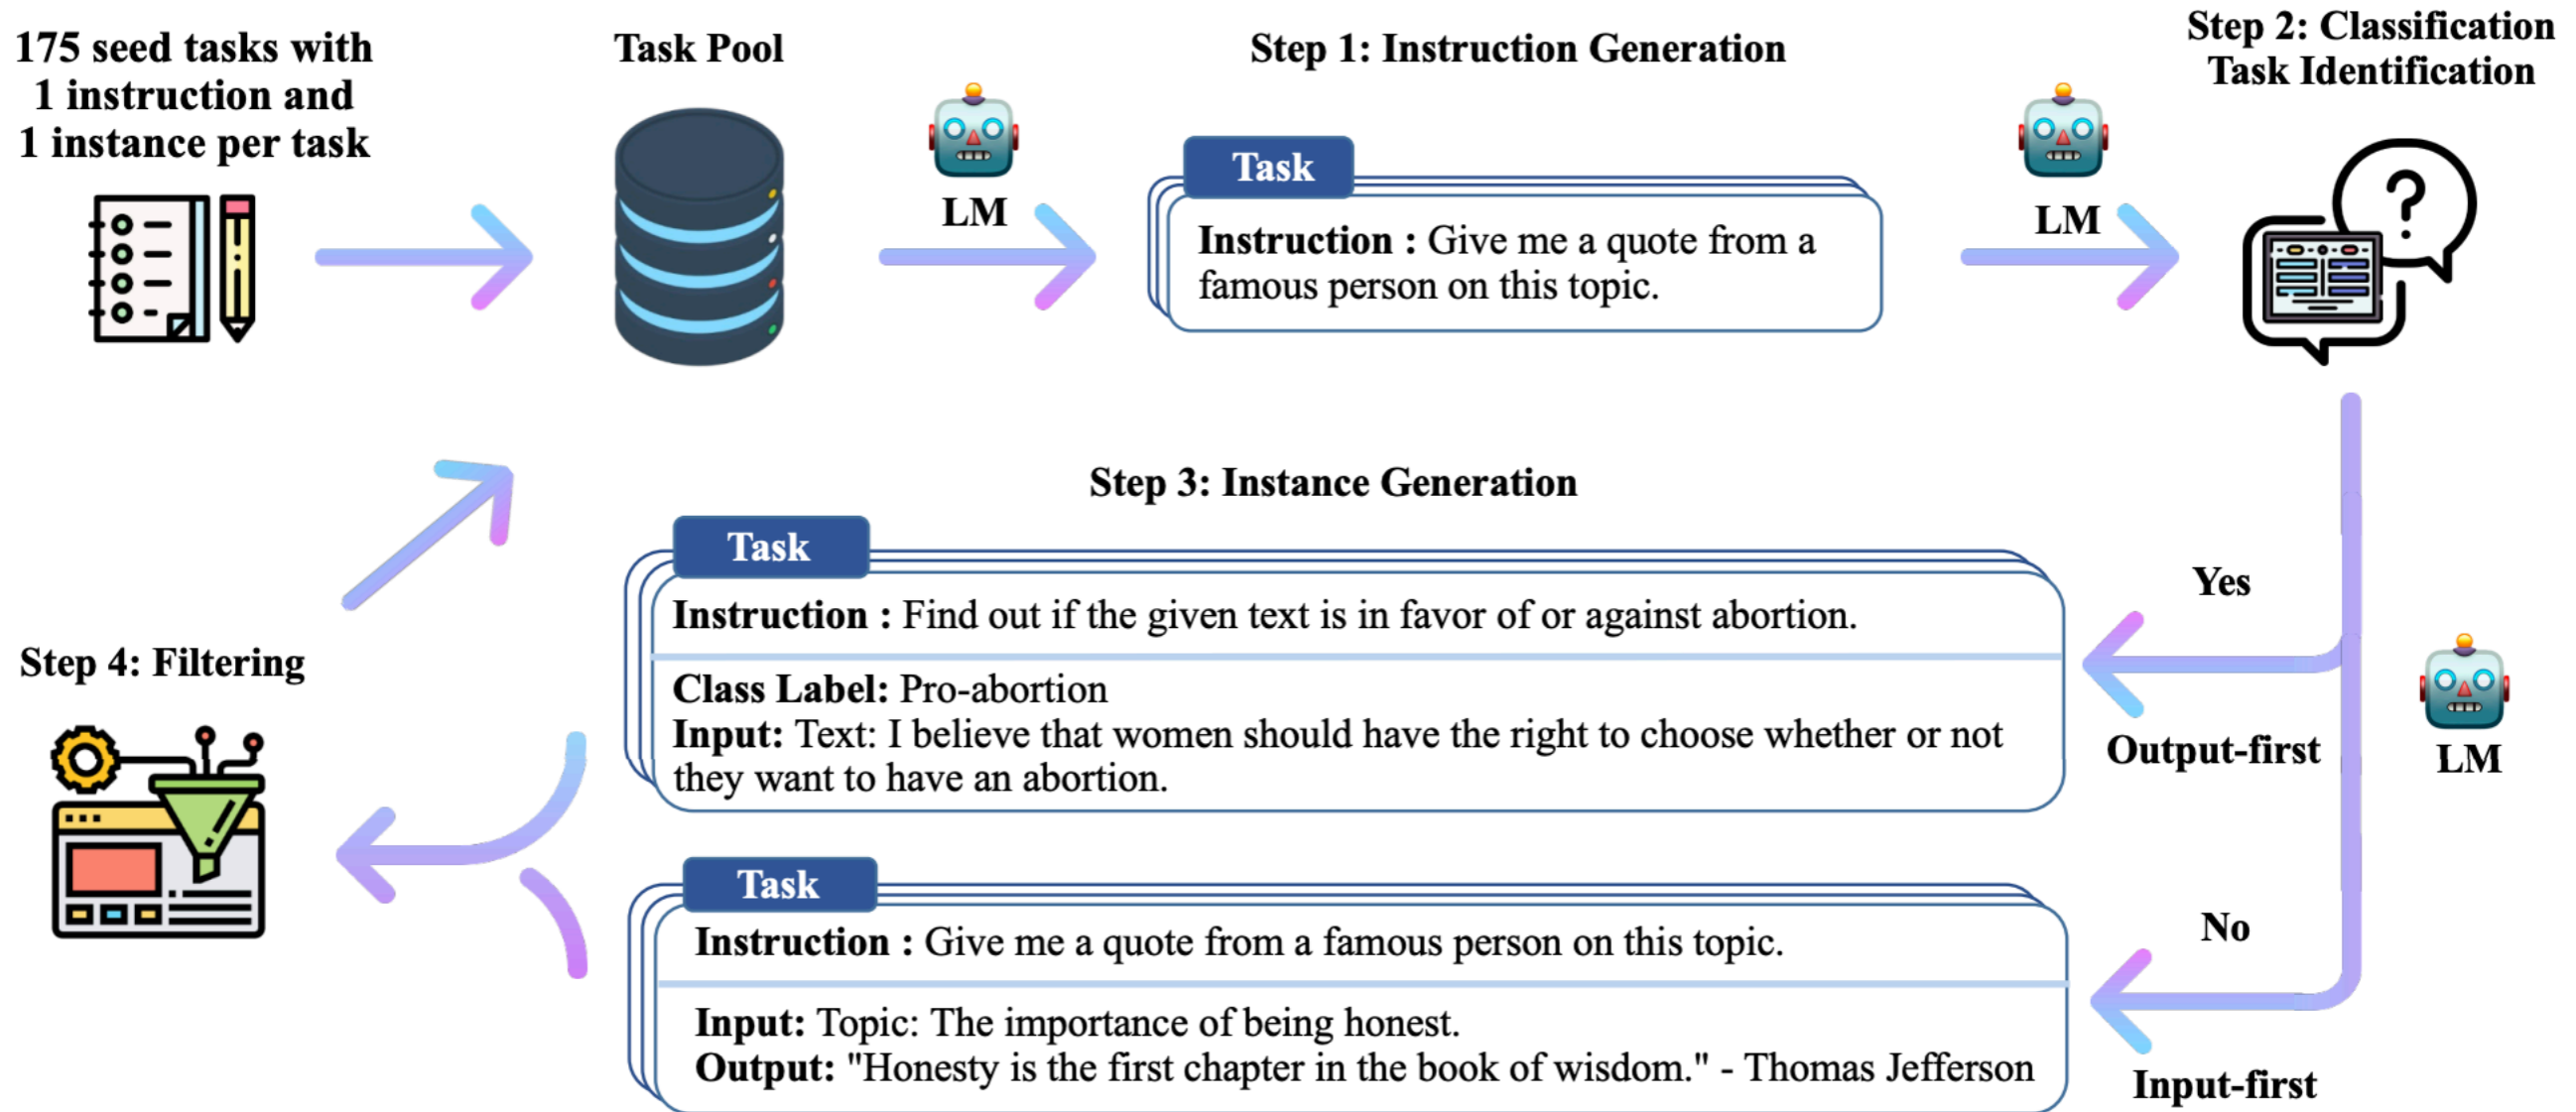 175 seed tasks with
1 instruction and
1 instance per task
Task Pool
LM
Step 1: Instruction Generation
Task
Instruction : Give me a quote from a
famous person on this topic.
LM
Step 2: Classification
Task Identification
Step 3: Instance Generation
Task
Instruction : Find out if the given text is in favor of or against abortion.
Class Label: Pro-abortion
Input: Text: I believe that women should have the right to choose whether or not
they want to have an abortion.
Yes
Output-first
LM
Task
Instruction : Give me a quote from a famous person on this topic.
Input: Topic: The importance of being honest.
Output: "Honesty is the first chapter in the book of wisdom." - Thomas Jefferson
No
Input-first
Step 4: Filtering